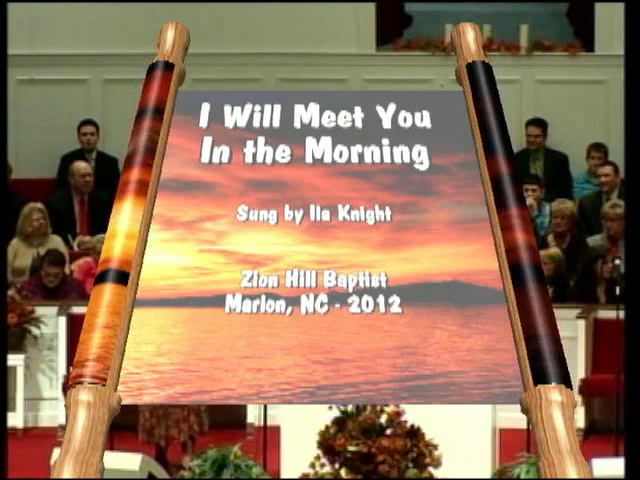 I Will Meet You
In the Morning
Sung by Ila Knight
Zion Hill Baptist
Marion, NC - 2012